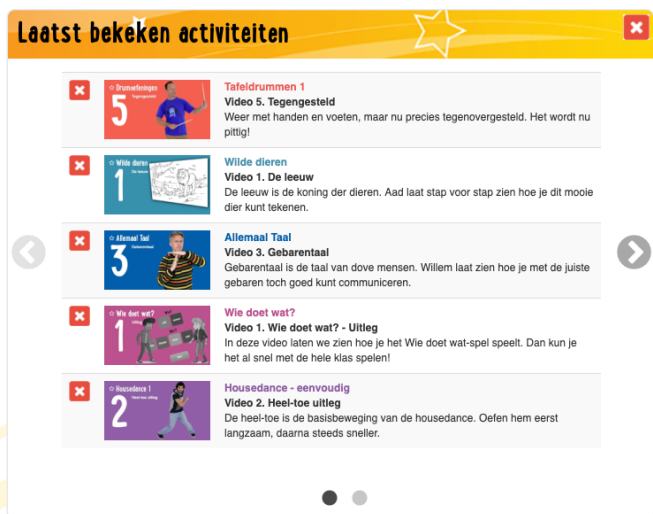 Laatst bekeken activiteiten
☆ Drumoefeningen
Tegengesteld
5
Tafeldrummen 1
Video 5. Tegengesteld
Weer met handen en voeten, maar nu precies tegenovergesteld. Het wordt nu
pittig!
☆ Wilde dieren
De leeuw
1
Wilde dieren
Video 1. De leeuw
De leeuw is de koning der dieren. Aad laat stap voor stap zien hoe je dit mooie
dier kunt tekenen.
☆ Allemaal Taal
Gebarentaal
3
Allemaal Taal
Video 3. Gebarentaal
Gebarentaal is de taal van dove mensen. Willem laat zien hoe je met de juiste
gebaren toch goed kunt communiceren.
☆ Wie doet wat?
Uitleg
1
Wie doet wat?
Video 1. Wie doet wat? - Uitleg
In deze video laten we zien hoe je het Wie doet wat-spel speelt. Dan kun je
het al snel met de hele klas spelen!
☆ Housedance 1
Heel-toe uitleg
2
Housedance - eenvoudig
Video 2. Heel-toe uitleg
De heel-toe is de basisbeweging van de housedance. Oefen hem eerst
langzaam, daarna steeds sneller.